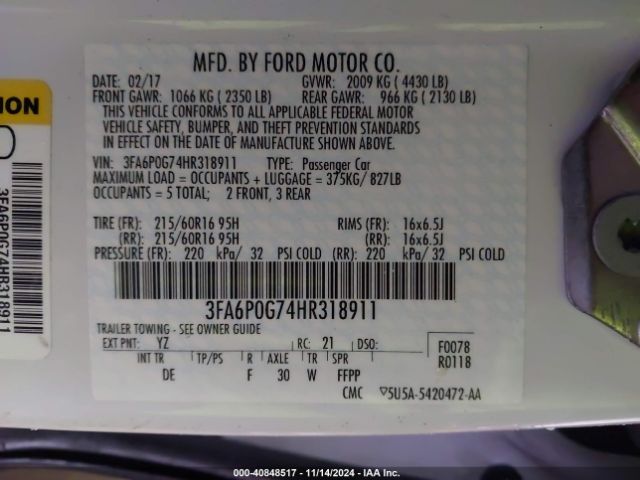 MFD. BY FORD MOTOR CO.
DATE: 02/17 GVWR: 2009 KG ( 4430 LB)
FRONT GAWR: 1066 KG ( 2350 LB) REAR GAWR: 966 KG ( 2130 LB)
THIS VEHICLE CONFORMS TO ALL APPLICABLE FEDERAL MOTOR
VEHICLE SAFETY, BUMPER, AND THEFT PREVENTION STANDARDS
IN EFFECT ON THE DATE OF MANUFACTURE SHOWN ABOVE.
VIN: 3FA6P0G74HR318911 TYPE: Passenger Car
MAXIMUM LOAD = OCCUPANTS + LUGGAGE = 375KG/ 827LB
OCCUPANTS = 5 TOTAL; 2 FRONT, 3 REAR
TIRE (FR): 215/60R16 95H RIMS (FR): 16x6.5J
(RR): 215/60R16 95H (RR): 16x6.5J
PRESSURE (FR): 220 kPa/ 32 PSI COLD (RR): 220 kPa/ 32 PSI COLD
3FA6P0G74HR318911
TRAILER TOWING - SEE OWNER GUIDE
EXT PNT: YZ RC: 21 DSO: F0078
INT TR TP/PS R AXLE TR SPR R0118
DE F 30 W FFPP
CMC ▽5U5A-5420472-AA
ION
3FA6P0G74HR318911
000-40848517 - 11/14/2024 - IAA Inc.